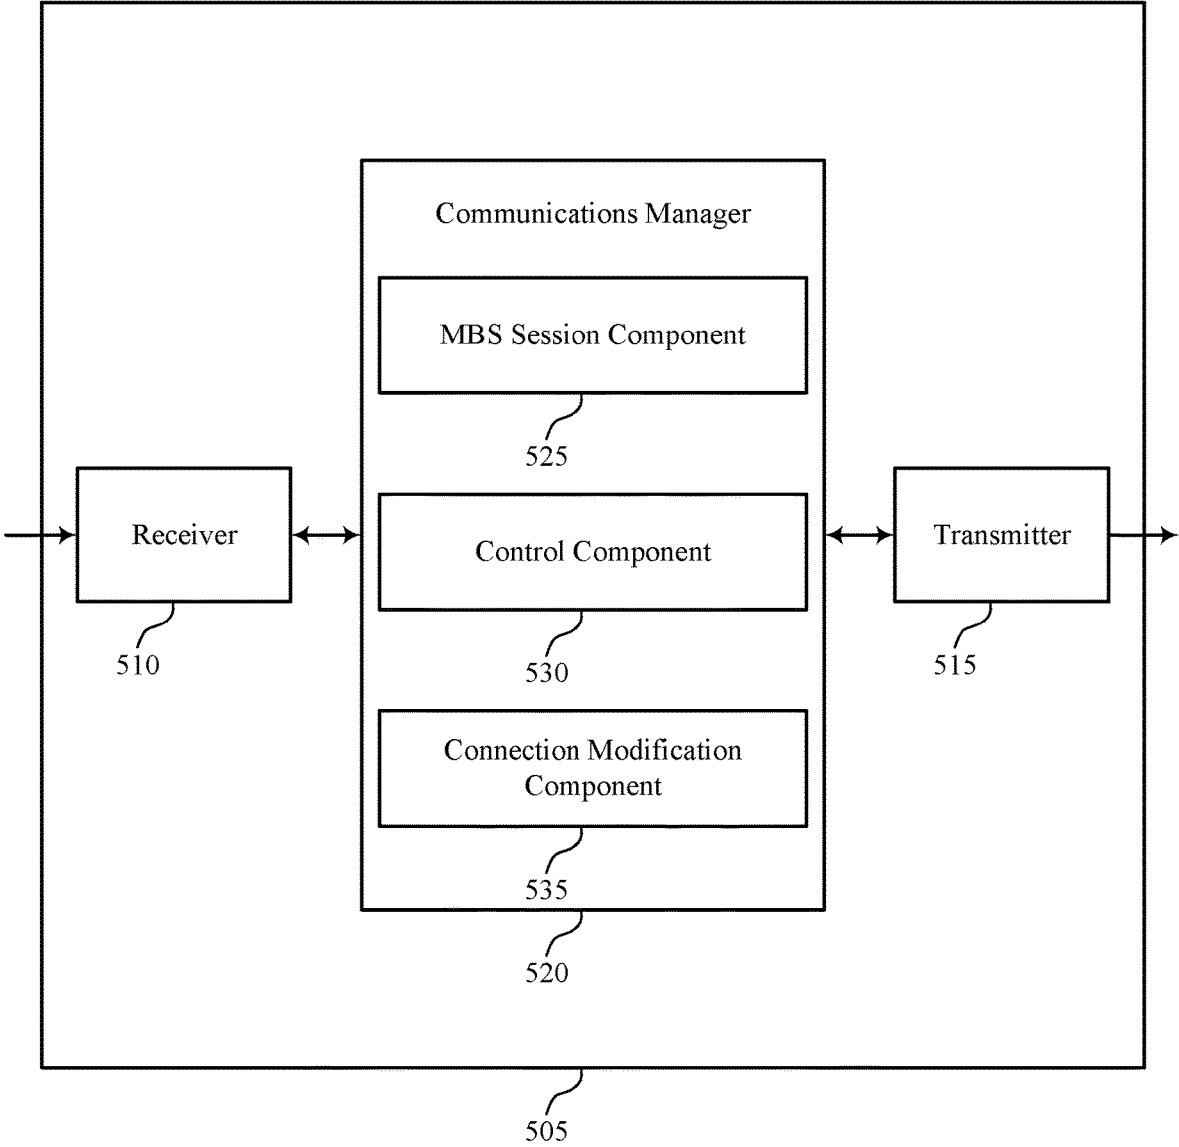 Communications Manager
MBS Session Component
525
Receiver
510
Control Component
530
Transmitter
515
Connection Modification
Component
535
520
505